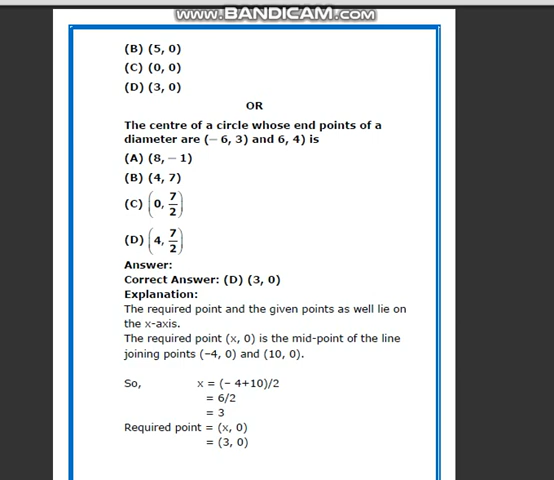 www.BANDICAM.com
(B) (5, 0)
(C) (0, 0)
(D) (3, 0)
OR
The centre of a circle whose end points of a
diameter are (− 6, 3) and 6, 4) is
(A) (8, − 1)
(B) (4, 7)
(C) (0, 7/2)
(D) (4, 7/2)
Answer:
Correct Answer: (D) (3, 0)
Explanation:
The required point and the given points as well lie on
the x-axis.
The required point (x, 0) is the mid-point of the line
joining points (−4, 0) and (10, 0).
So, x = (− 4+10)/2
= 6/2
= 3
Required point = (x, 0)
= (3, 0)